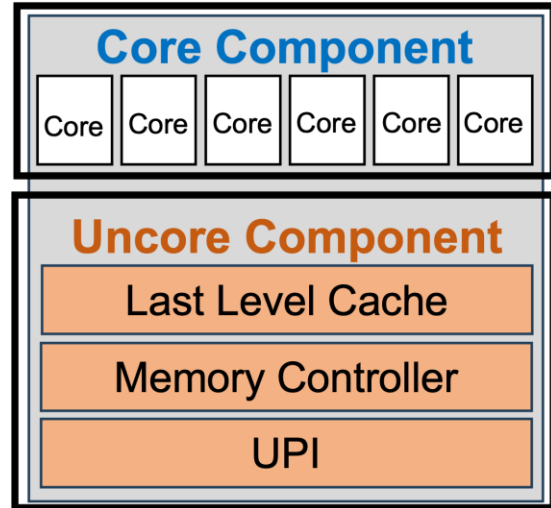 Core Component
Core Core Core Core Core Core
Uncore Component
Last Level Cache
Memory Controller
UPI